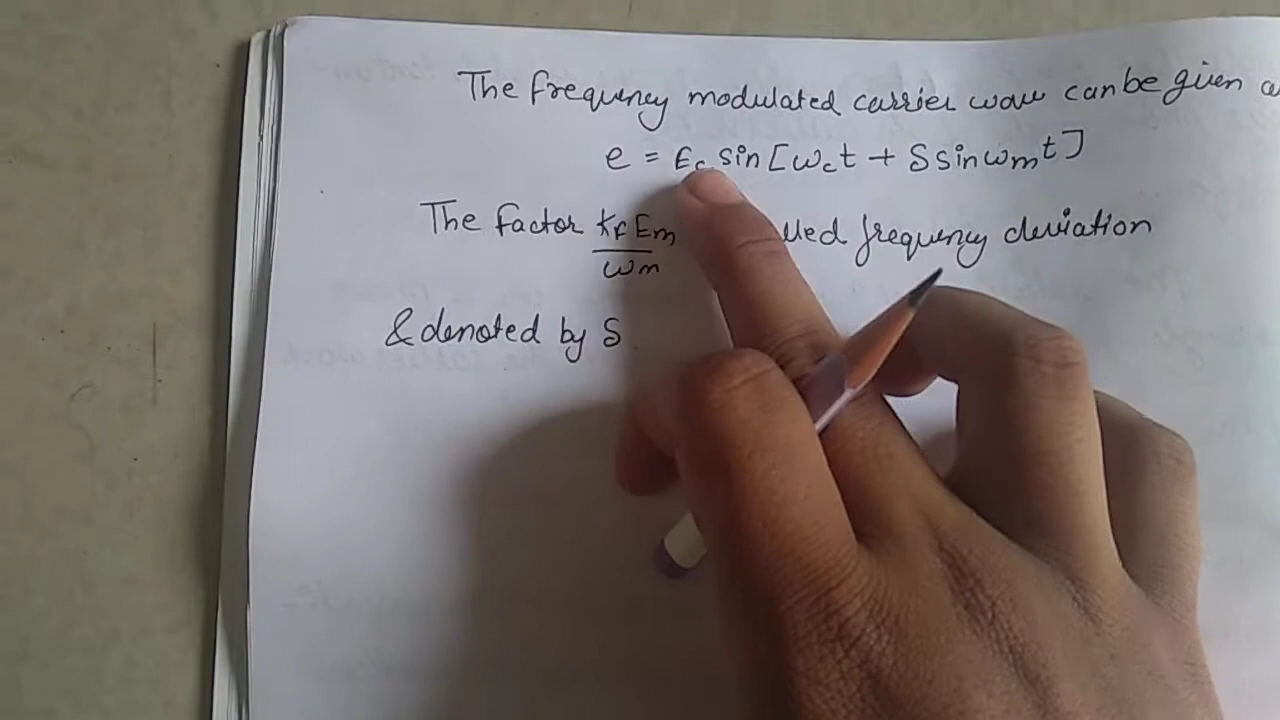 The frequency modulated carrier wave can be given
e = Ec sin [ωct + δ sin ωmt]
The factor kf Em / ωm frequency deviation
& denoted by δ